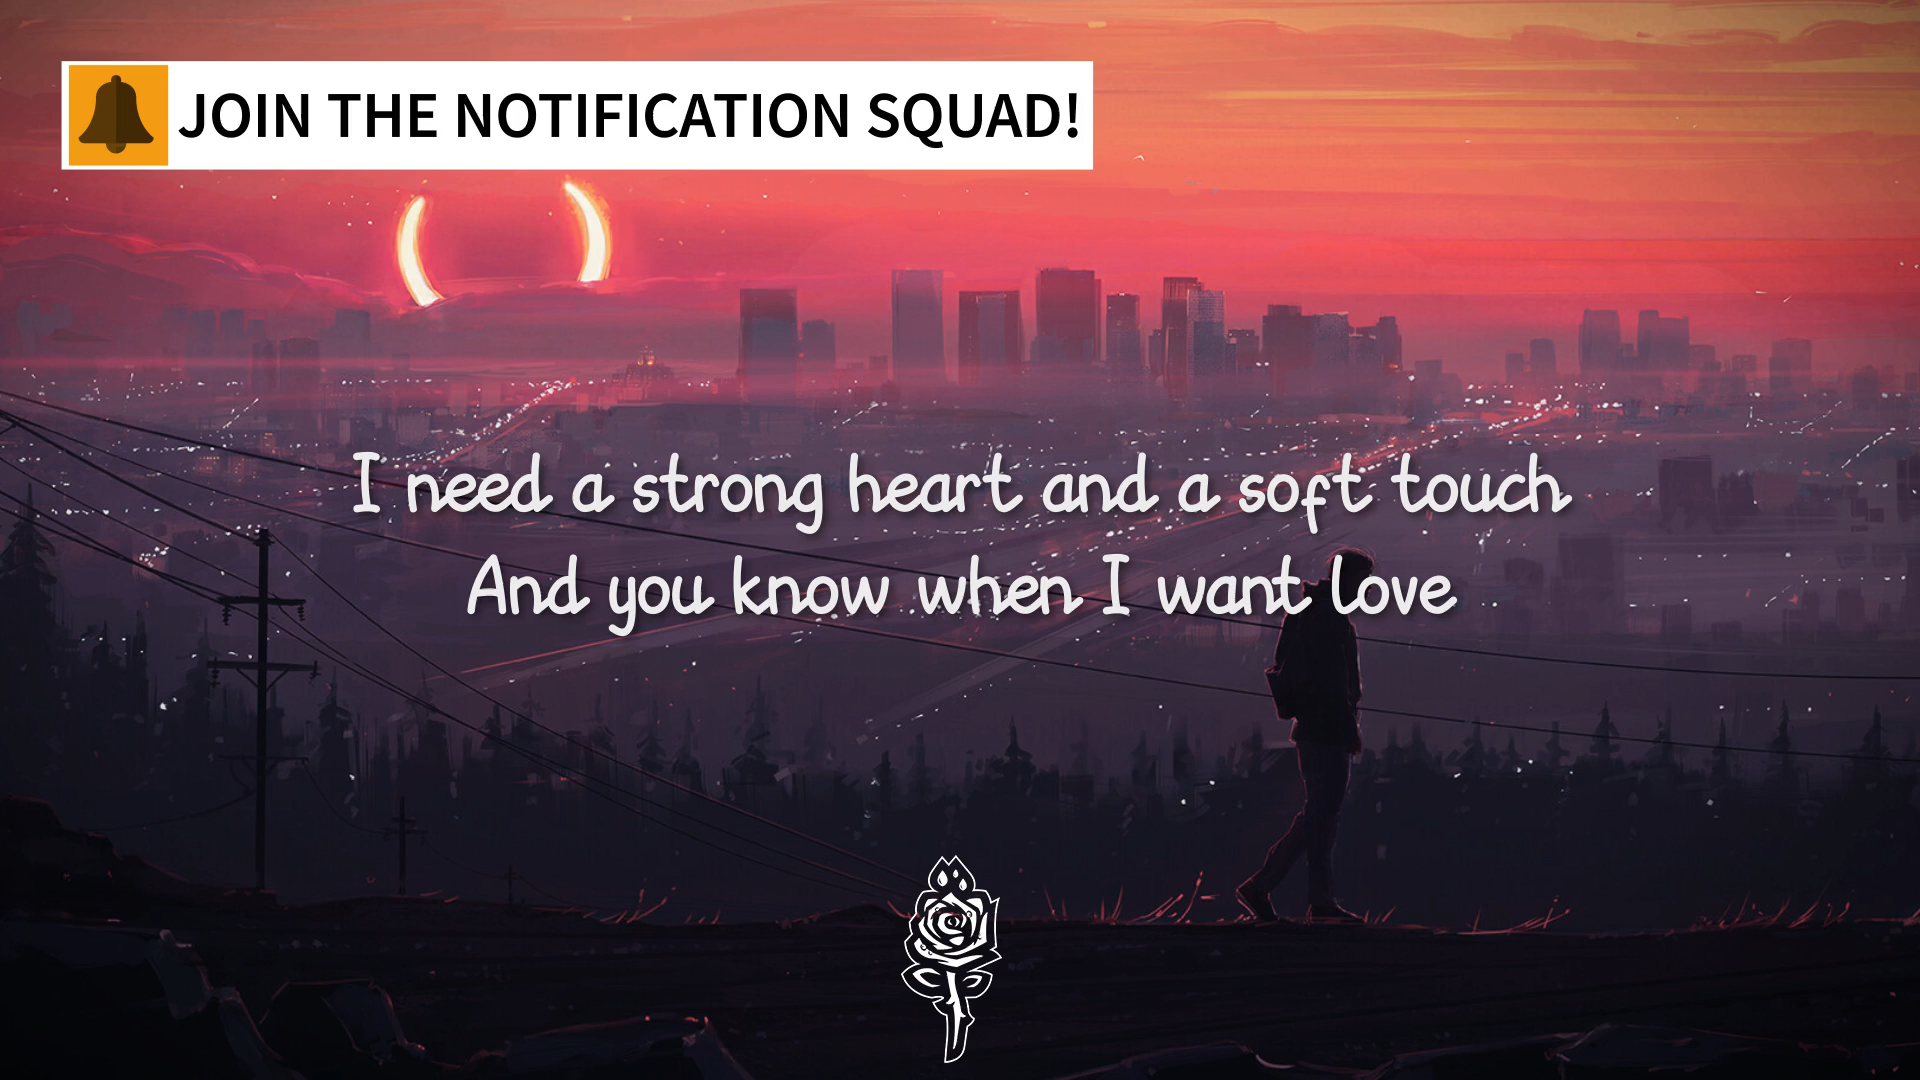 JOIN THE NOTIFICATION SQUAD!
I need a strong heart and a soft touch
And you know when I want love